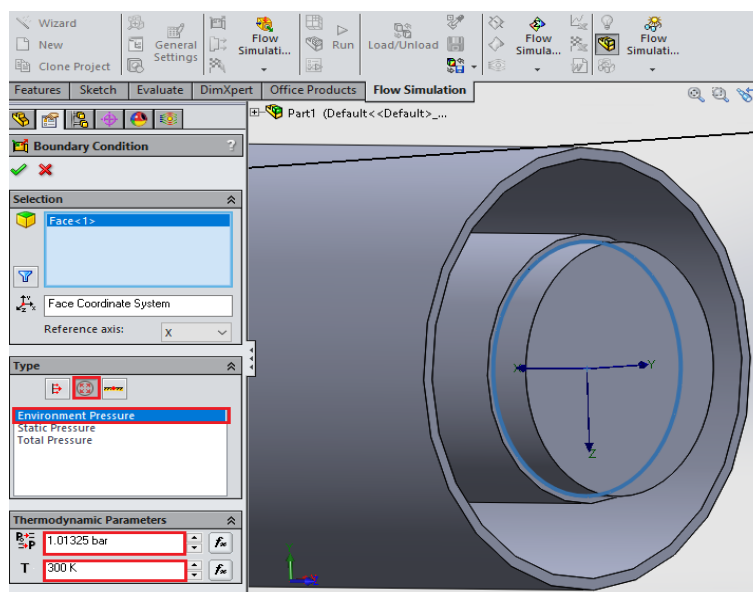 Wizard
New
Clone Project
General Settings
Flow Simulati...
Run
Load/Unload
Flow Simula...
Flow Simulati...
Features Sketch Evaluate DimXpert Office Products Flow Simulation
Part1 (Default<<Default>_...
Boundary Condition ?
Selection
Face<1>
Face Coordinate System
Reference axis: X
Type
Environment Pressure
Static Pressure
Total Pressure
Thermodynamic Parameters
1.01325 bar
T 300 K
X
Y
Z